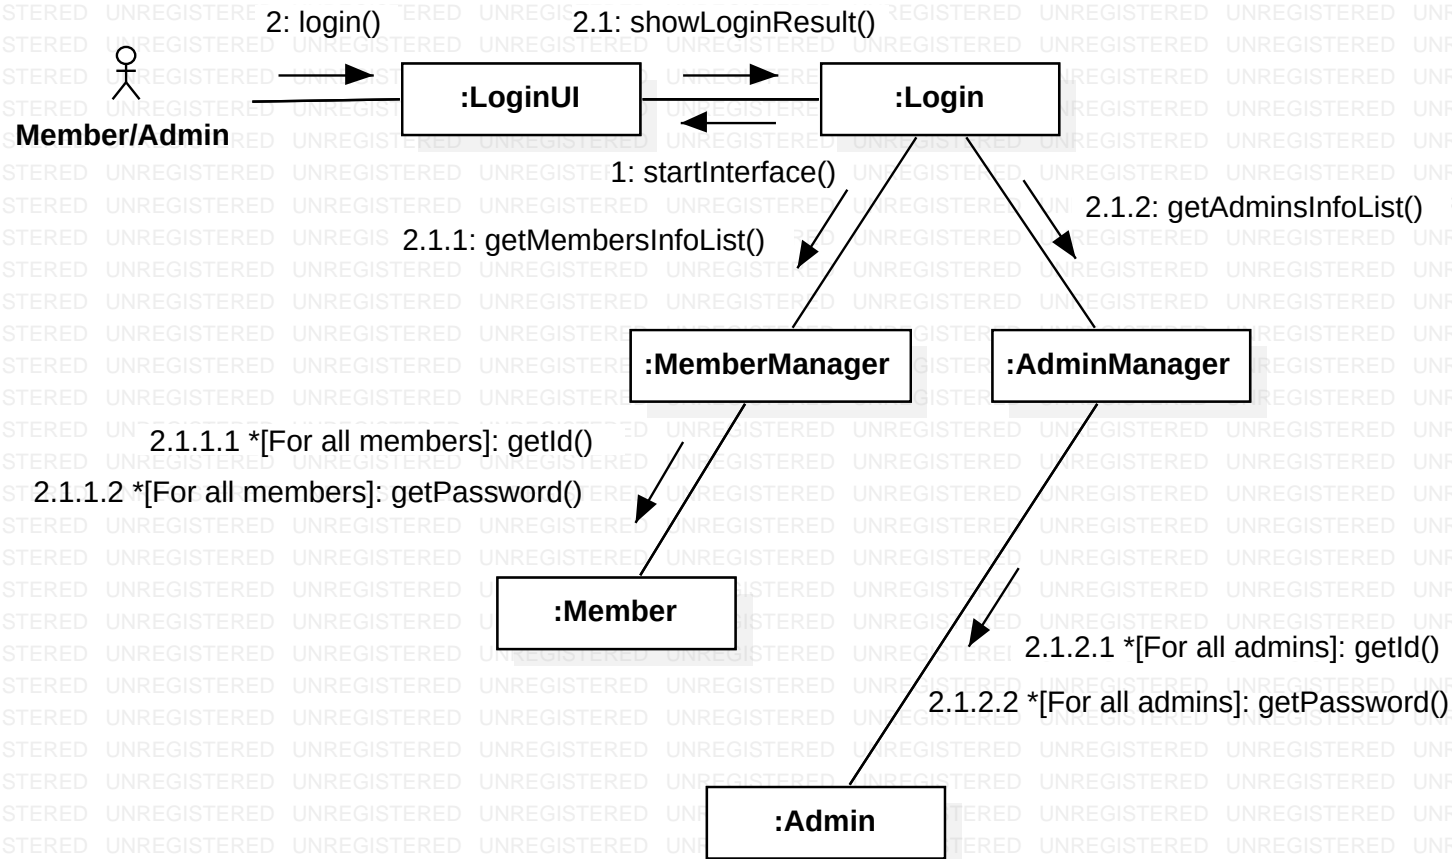 2: login()
2.1: showLoginResult()
:LoginUI
:Login
Member/Admin
1: startInterface()
2.1.2: getAdminsInfoList()
2.1.1: getMembersInfoList()
:MemberManager
:AdminManager
2.1.1.1 *[For all members]: getId()
2.1.1.2 *[For all members]: getPassword()
:Member
2.1.2.1 *[For all admins]: getId()
2.1.2.2 *[For all admins]: getPassword()
:Admin
UNREGISTERED